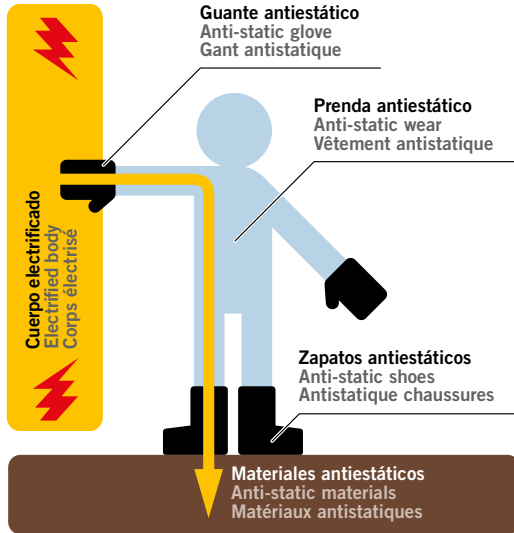 Guante antiestático
Anti-static glove
Gant antistatique
Prenda antiestático
Anti-static wear
Vêtement antistatique
Cuerpo electrificado
Electrified body
Corps électrisé
Zapatos antiestáticos
Anti-static shoes
Antistatique chaussures
Materiales antiestáticos
Anti-static materials
Matériaux antistatiques